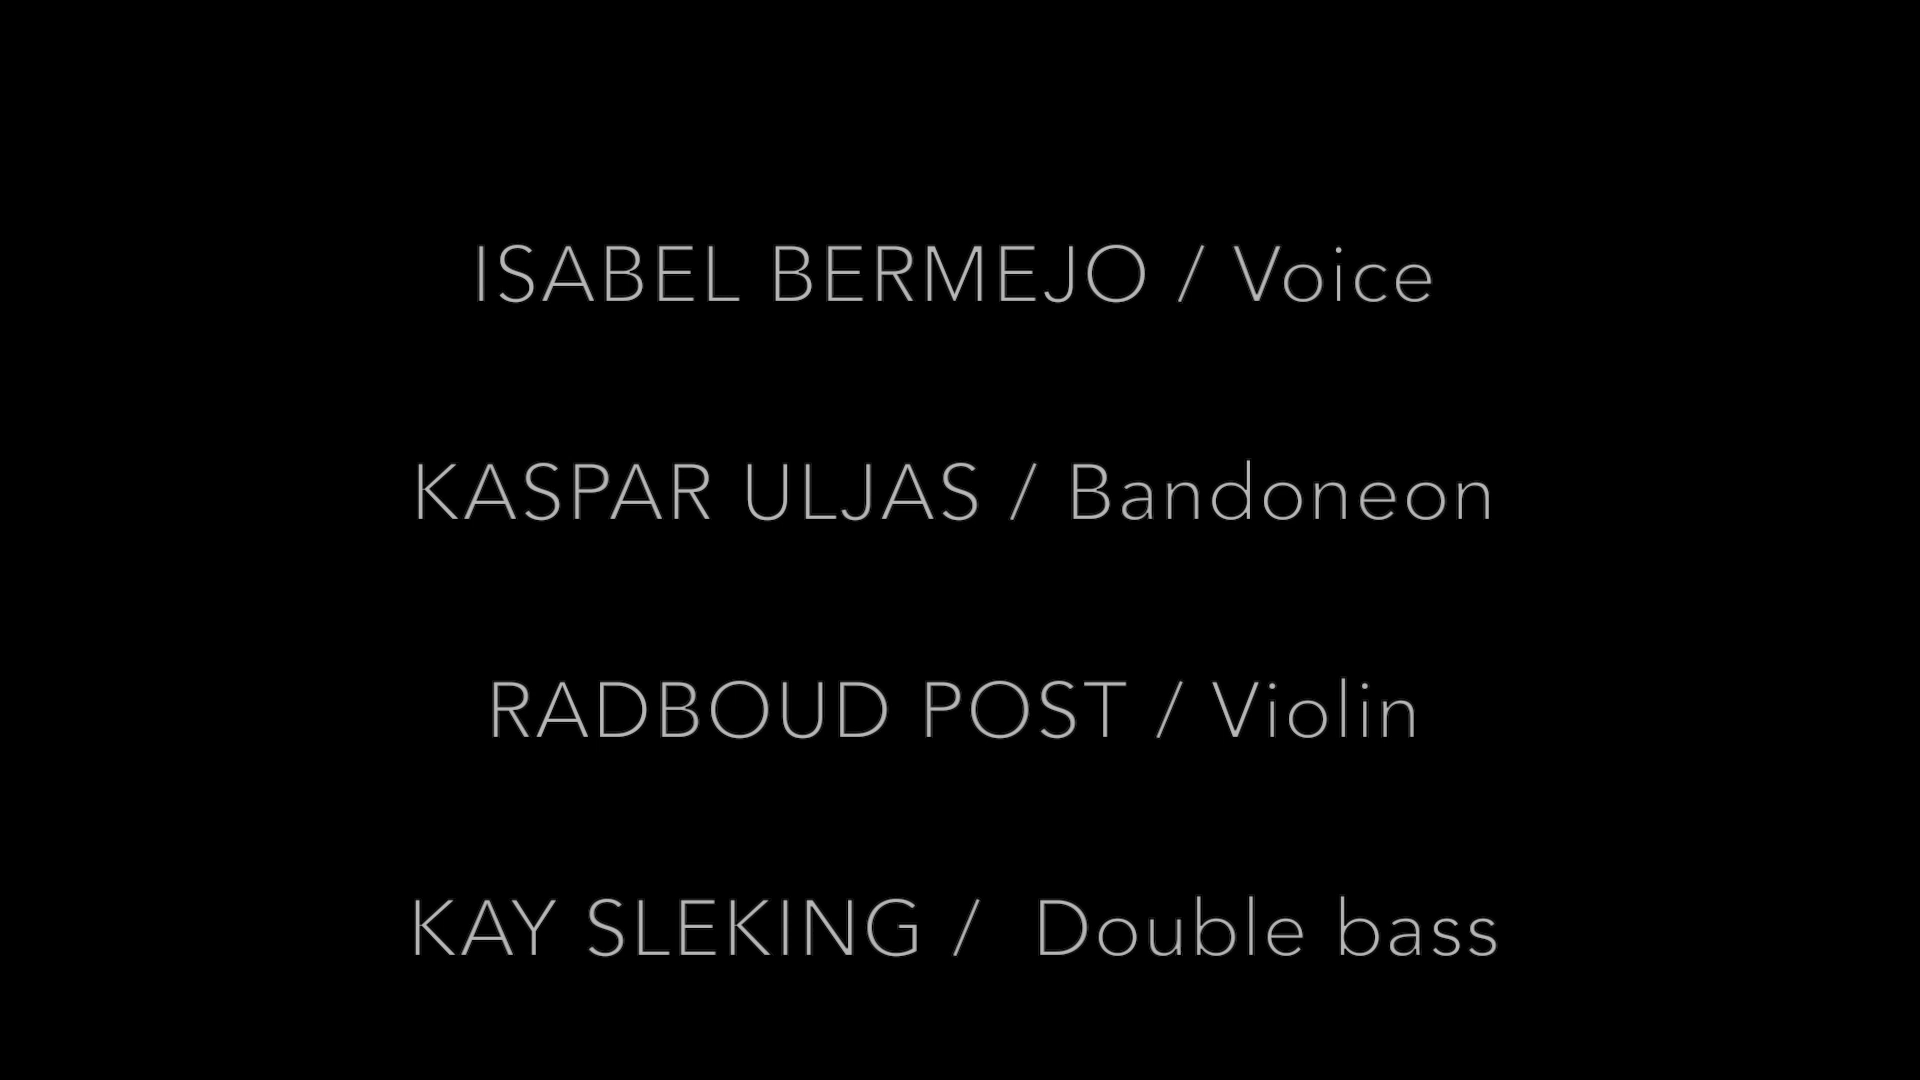 ISABEL BERMEJO / Voice
KASPAR ULJAS / Bandoneon
RADBOUD POST / Violin
KAY SLEKING / Double bass